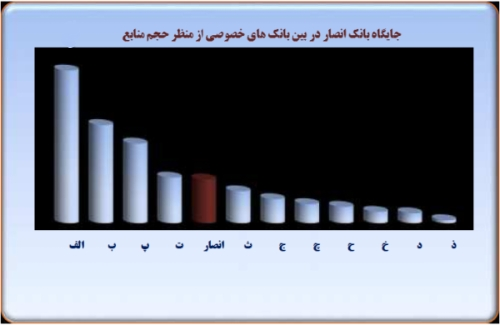 جایگاه بانک انصار در بین بانک های خصوصی از منظر حجم منابع
الف ب پ ت انصار ث ج چ ح خ د ذ